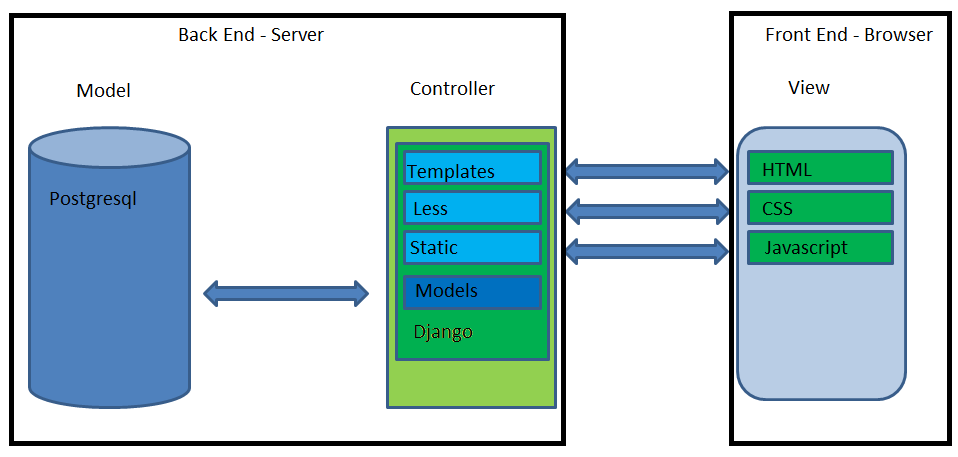 Back End - Server
Model
Postgresql
Controller
Templates
Less
Static
Models
Django
Front End - Browser
View
HTML
CSS
Javascript